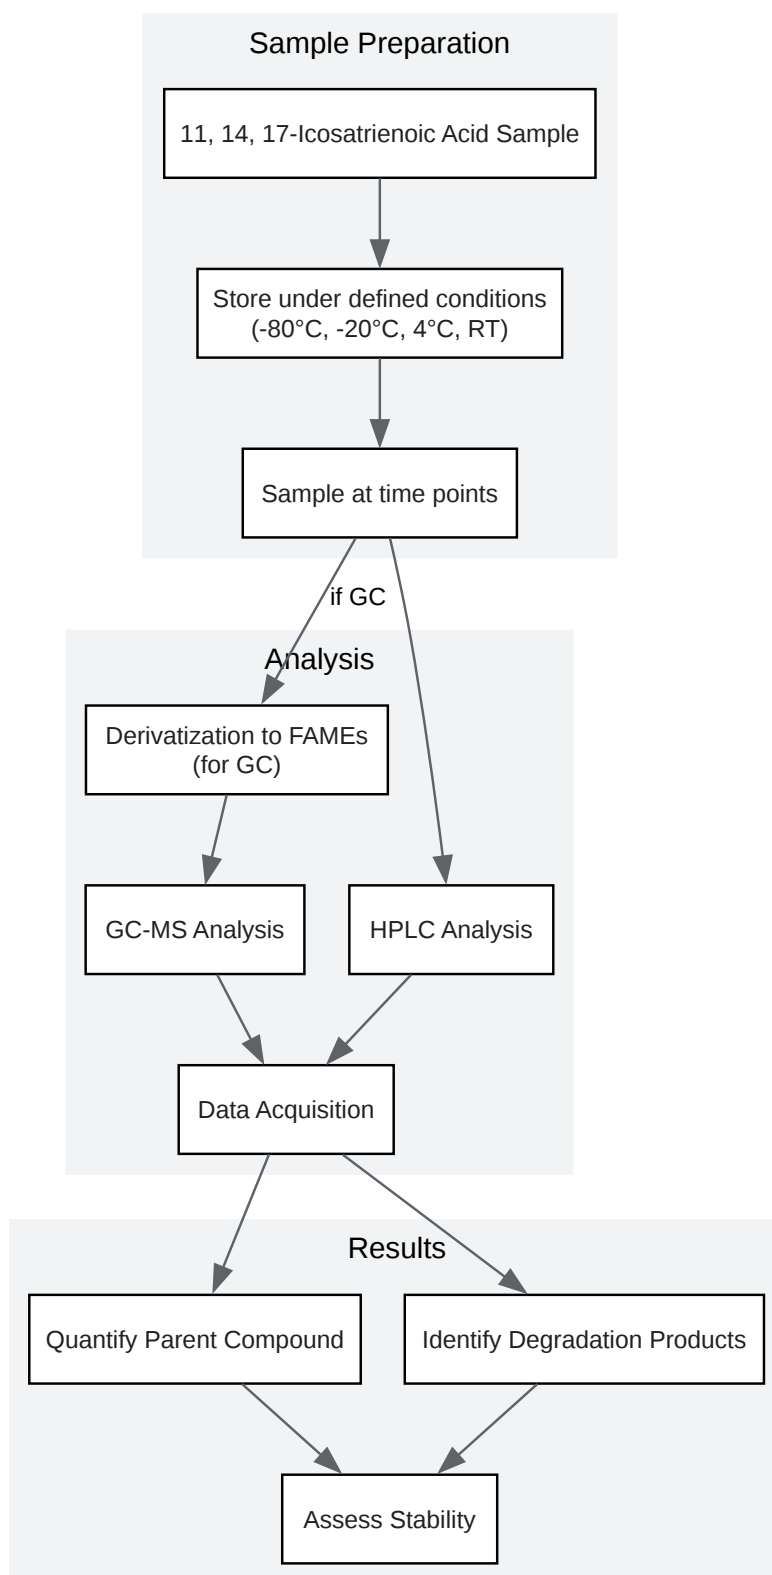 Sample Preparation
11, 14, 17-Icosatrienoic Acid Sample
Store under defined conditions
(-80°C, -20°C, 4°C, RT)
Sample at time points
if GC
Analysis
Derivatization to FAMEs
(for GC)
GC-MS Analysis
HPLC Analysis
Data Acquisition
Results
Quantify Parent Compound
Identify Degradation Products
Assess Stability